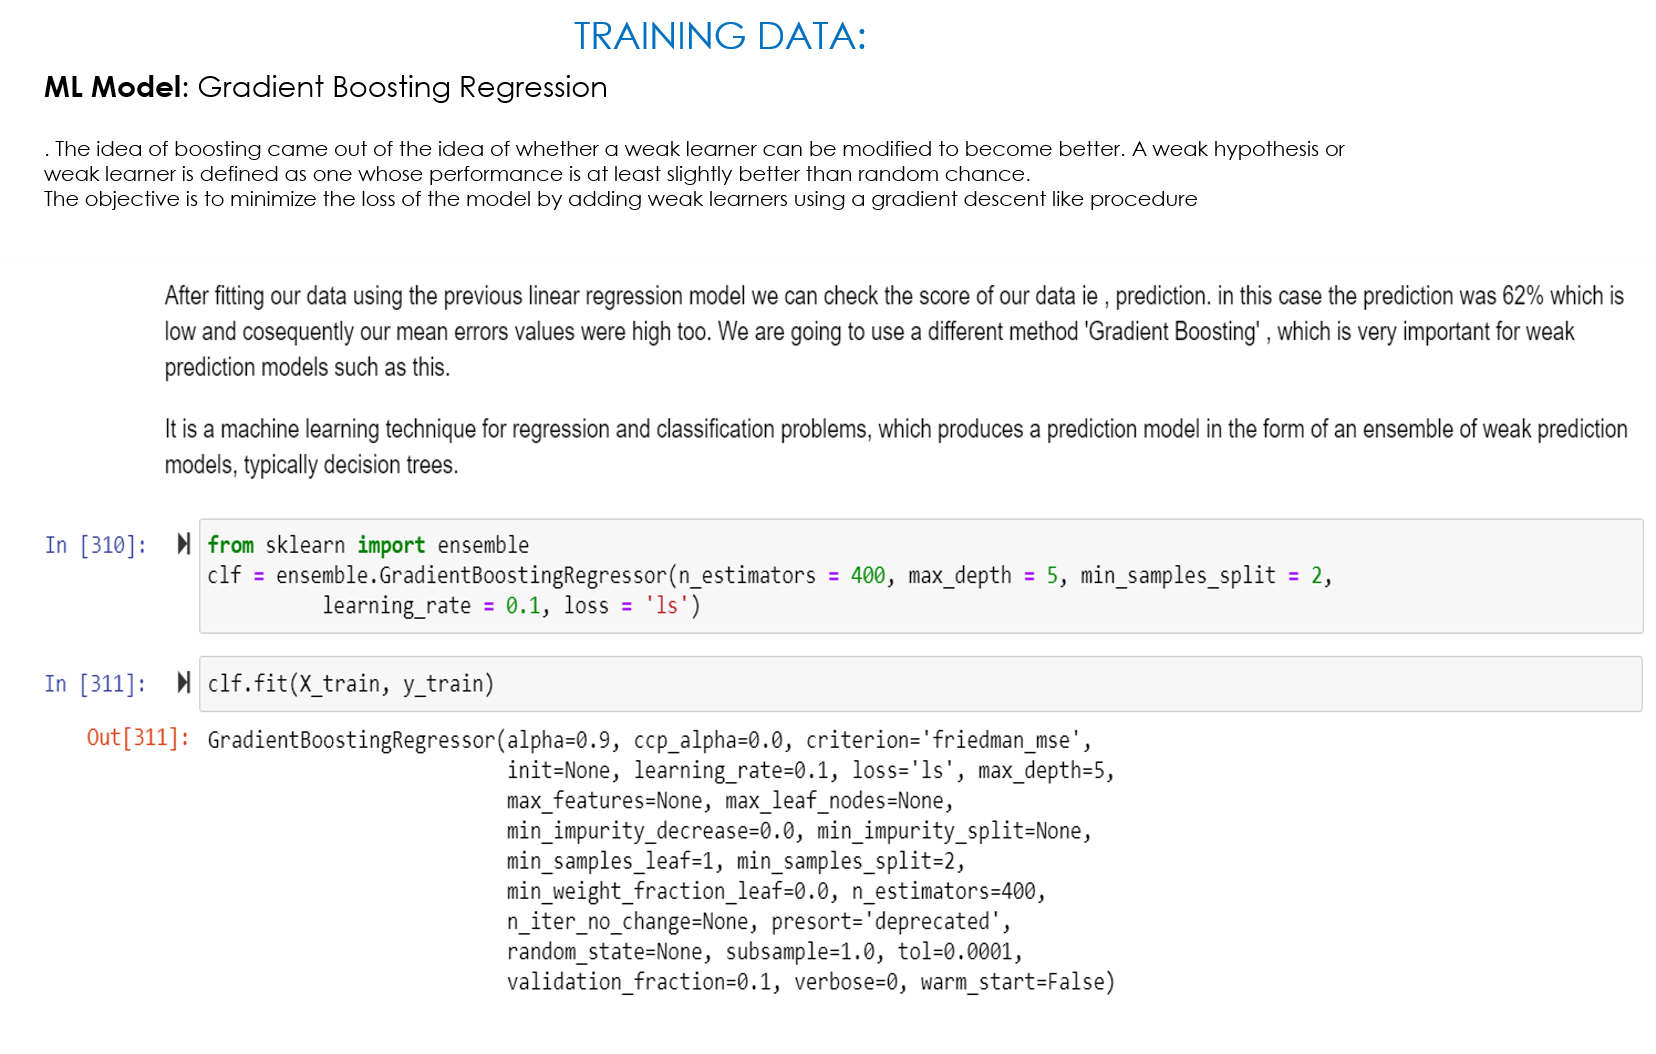 TRAINING DATA:
ML Model: Gradient Boosting Regression
. The idea of boosting came out of the idea of whether a weak learner can be modified to become better. A weak hypothesis or
weak learner is defined as one whose performance is at least slightly better than random chance.
The objective is to minimize the loss of the model by adding weak learners using a gradient descent like procedure
After fitting our data using the previous linear regression model we can check the score of our data ie , prediction. in this case the prediction was 62% which is
low and cosequently our mean errors values were high too. We are going to use a different method 'Gradient Boosting' , which is very important for weak
prediction models such as this.
It is a machine learning technique for regression and classification problems, which produces a prediction model in the form of an ensemble of weak prediction
models, typically decision trees.
In [310]: from sklearn import ensemble
clf = ensemble.GradientBoostingRegressor(n_estimators = 400, max_depth = 5, min_samples_split = 2,
learning_rate = 0.1, loss = 'ls')
In [311]: clf.fit(X_train, y_train)
Out[311]: GradientBoostingRegressor(alpha=0.9, ccp_alpha=0.0, criterion='friedman_mse',
init=None, learning_rate=0.1, loss='ls', max_depth=5,
max_features=None, max_leaf_nodes=None,
min_impurity_decrease=0.0, min_impurity_split=None,
min_samples_leaf=1, min_samples_split=2,
min_weight_fraction_leaf=0.0, n_estimators=400,
n_iter_no_change=None, presort='deprecated',
random_state=None, subsample=1.0, tol=0.0001,
validation_fraction=0.1, verbose=0, warm_start=False)